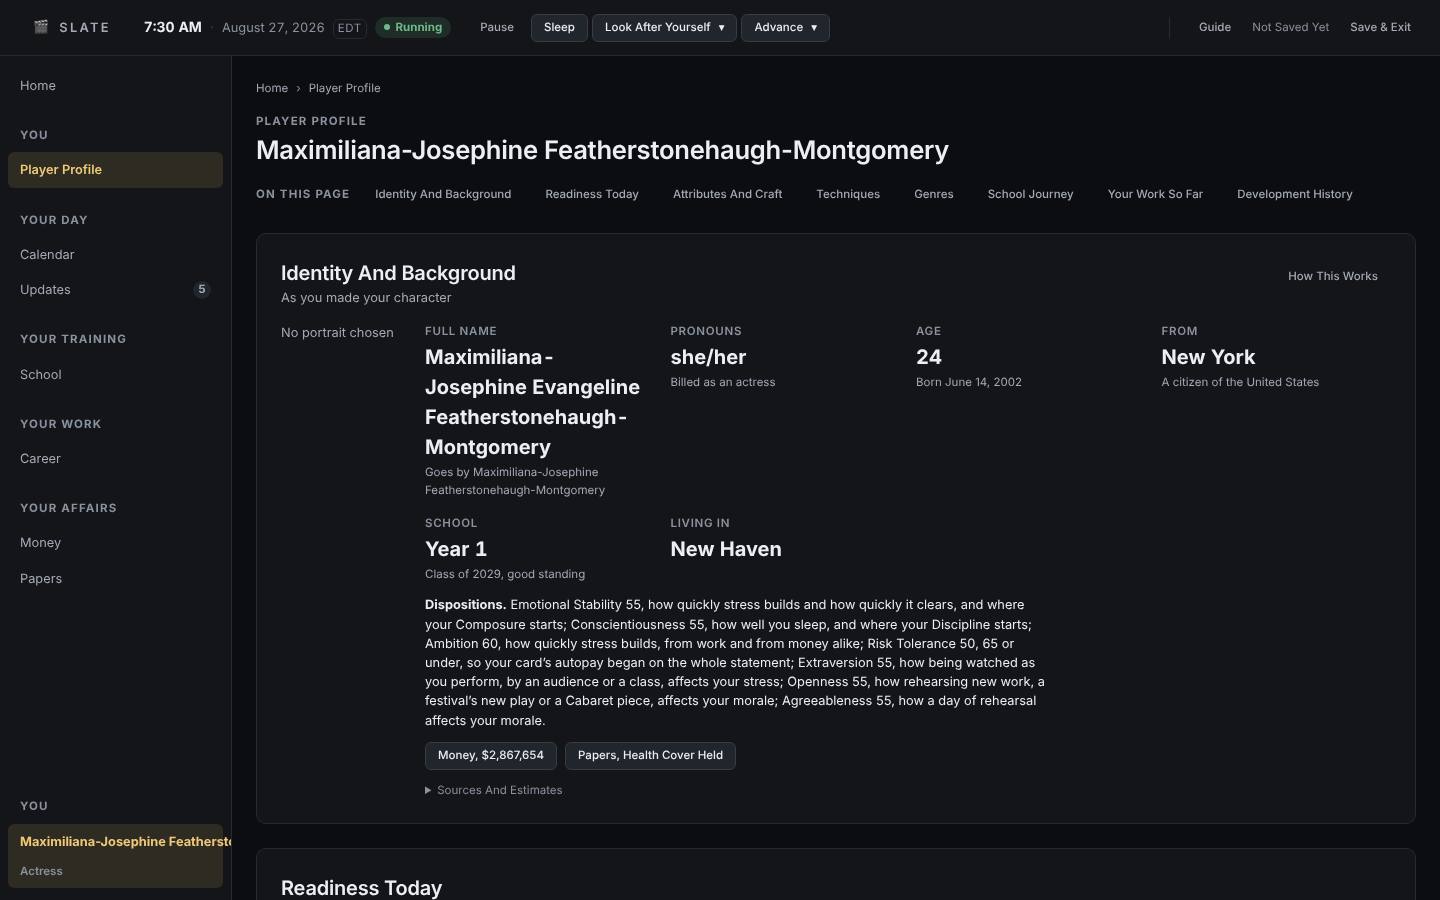 SLATE
7:30 AM · August 27, 2026 EDT Running
Pause
Sleep
Look After Yourself
Advance
Guide
Not Saved Yet
Save & Exit
Home
YOU
Player Profile
YOUR DAY
Calendar
Updates 5
YOUR TRAINING
School
YOUR WORK
Career
YOUR AFFAIRS
Money
Papers
YOU
Maximiliana-Josephine Featherst
Actress
Home › Player Profile
PLAYER PROFILE
Maximiliana-Josephine Featherstonehaugh-Montgomery
ON THIS PAGE Identity And Background Readiness Today Attributes And Craft Techniques Genres School Journey Your Work So Far Development History
Identity And Background
How This Works
As you made your character
No portrait chosen
FULL NAME
Maximiliana-
Josephine Evangeline
Featherstonehaugh-
Montgomery
Goes by Maximiliana-Josephine
Featherstonehaugh-Montgomery
PRONOUNS
she/her
Billed as an actress
AGE
24
Born June 14, 2002
FROM
New York
A citizen of the United States
SCHOOL
Year 1
Class of 2029, good standing
LIVING IN
New Haven
Dispositions. Emotional Stability 55, how quickly stress builds and how quickly it clears, and where
your Composure starts; Conscientiousness 55, how well you sleep, and where your Discipline starts;
Ambition 60, how quickly stress builds, from work and from money alike; Risk Tolerance 50, 65 or
under, so your card’s autopay began on the whole statement; Extraversion 55, how being watched as
you perform, by an audience or a class, affects your stress; Openness 55, how rehearsing new work, a
festival’s new play or a Cabaret piece, affects your morale; Agreeableness 55, how a day of rehearsal
affects your morale.
Money, $2,867,654
Papers, Health Cover Held
Sources And Estimates
Readiness Today